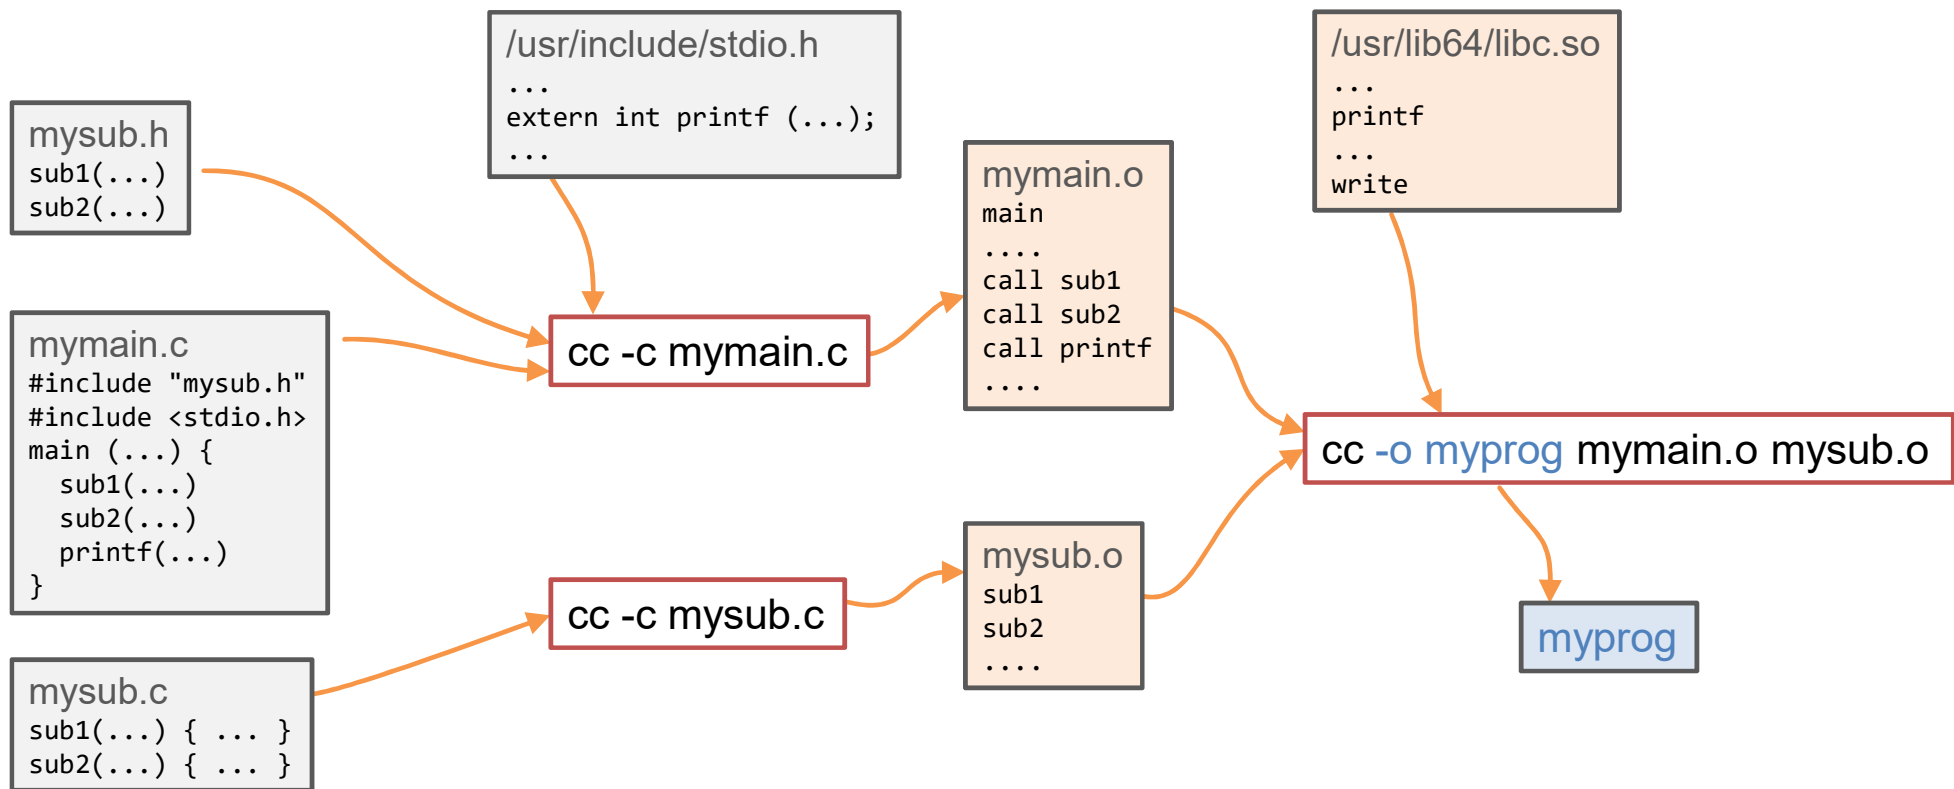 mysub.h
sub1(...)
sub2(...)
/usr/include/stdio.h
...
extern int printf (...);
...
mymain.c
#include "mysub.h"
#include <stdio.h>
main (...) {
  sub1(...)
  sub2(...)
  printf(...)
}
mysub.c
sub1(...) { ... }
sub2(...) { ... }
cc -c mymain.c
cc -c mysub.c
mymain.o
main
....
call sub1
call sub2
call printf
....
mysub.o
sub1
sub2
....
/usr/lib64/libc.so
...
printf
...
write
cc -o myprog mymain.o mysub.o
myprog